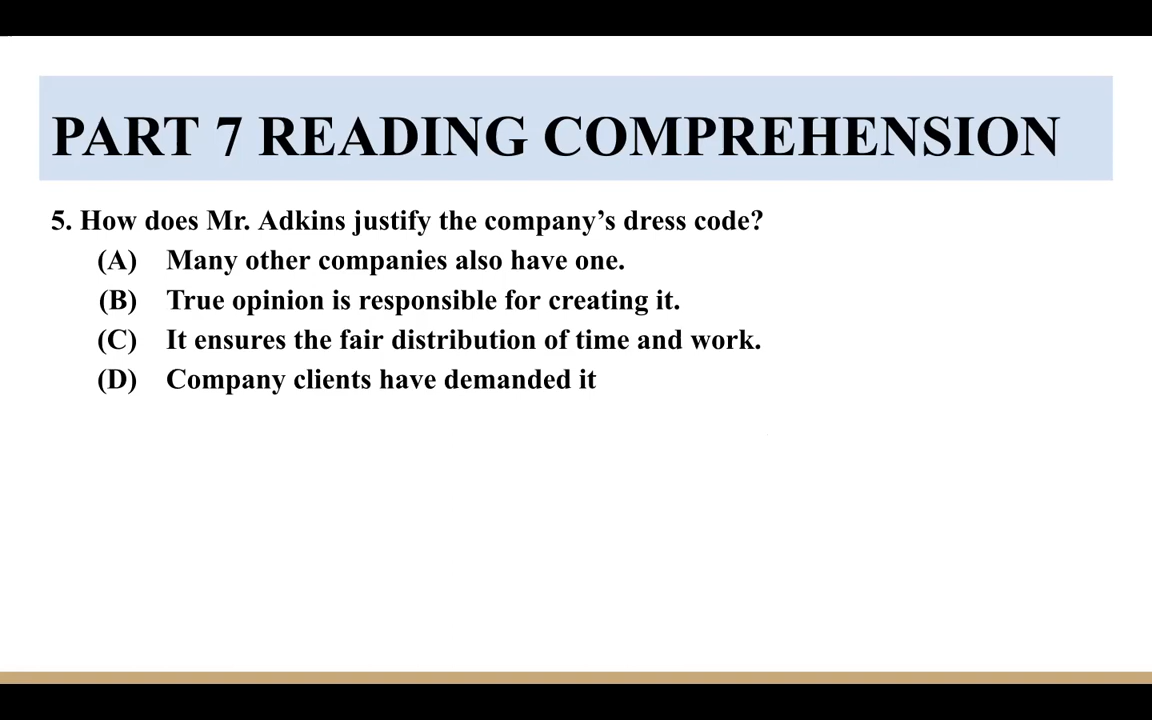 PART 7 READING COMPREHENSION
5. How does Mr. Adkins justify the company’s dress code?
(A) Many other companies also have one.
(B) True opinion is responsible for creating it.
(C) It ensures the fair distribution of time and work.
(D) Company clients have demanded it